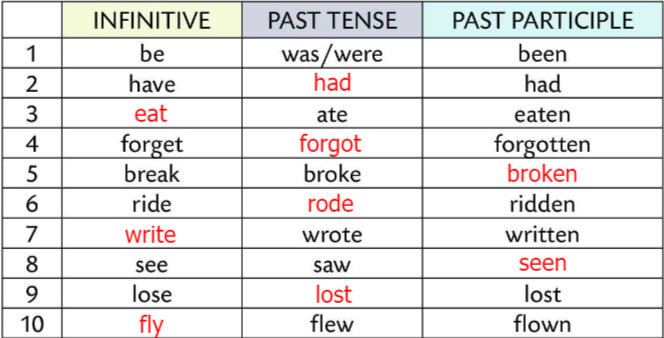 INFINITIVE PAST TENSE PAST PARTICIPLE
1 be was/were been
2 have had had
3 eat ate eaten
4 forget forgot forgotten
5 break broke broken
6 ride rode ridden
7 write wrote written
8 see saw seen
9 lose lost lost
10 fly flew flown